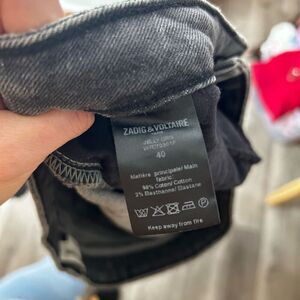 ZADIG & VOLTAIRE
40
Matière principale/ Main
fabric:
98% Coton/ Cotton
2% Elasthanne/ Elastane
Keep away from fire